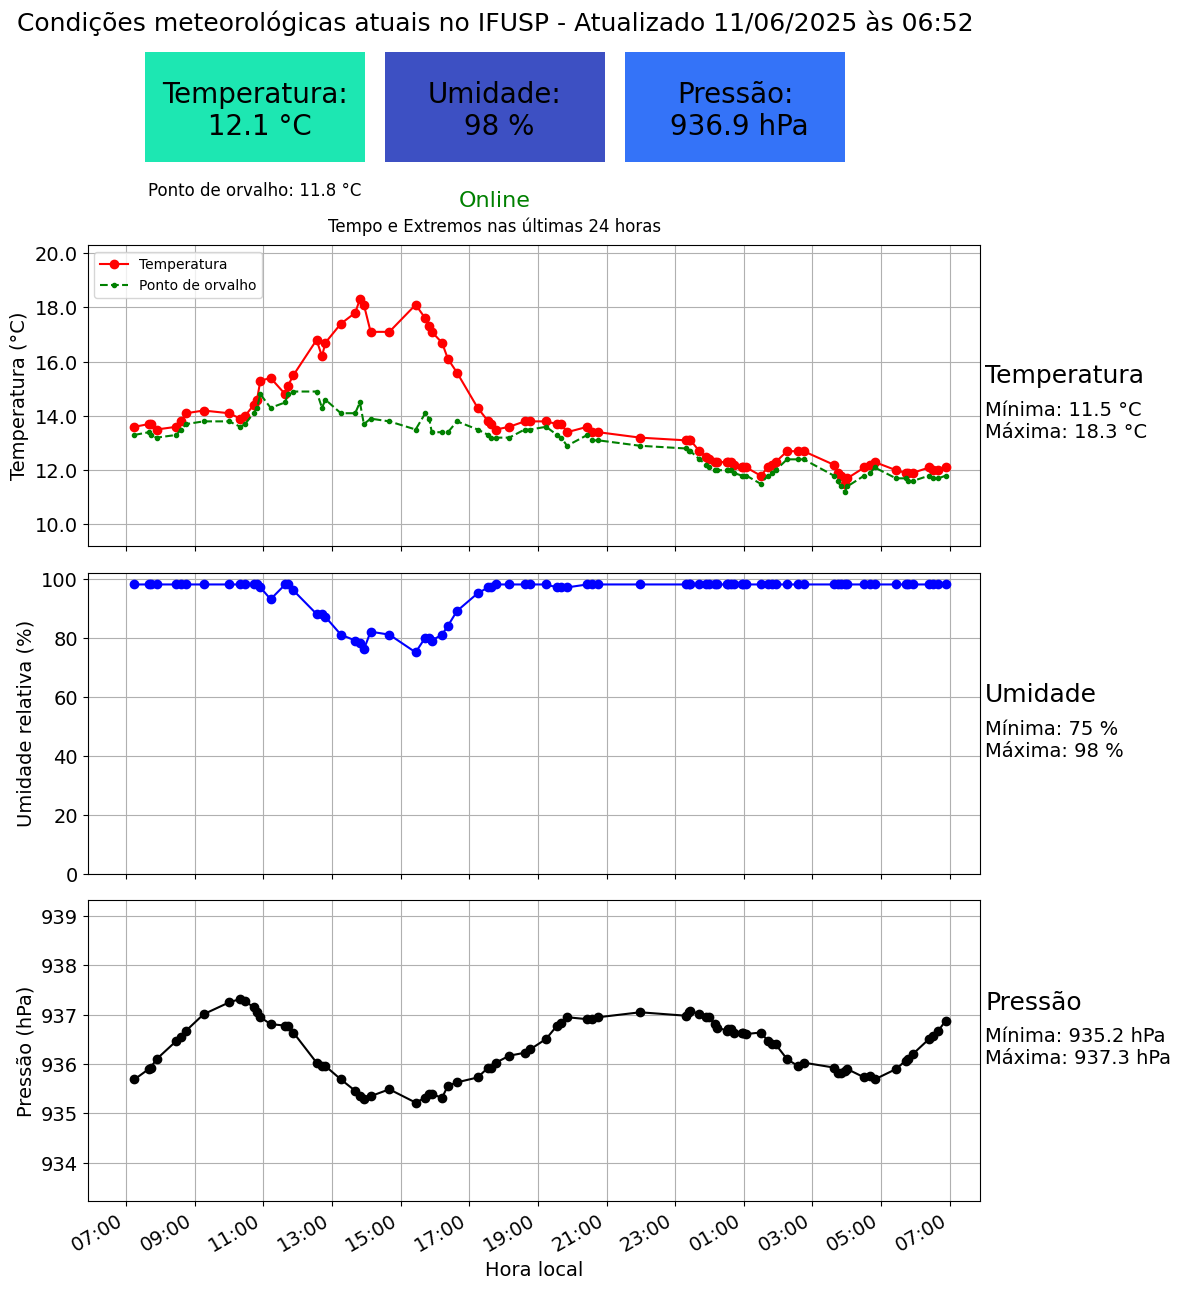 Condições meteorológicas atuais no IFUSP - Atualizado 11/06/2025 às 06:52
Temperatura:
12.1 °C
Umidade:
98 %
Pressão:
936.9 hPa
Ponto de orvalho: 11.8 °C
Online
Tempo e Extremos nas últimas 24 horas
Temperatura (°C)
20.0
18.0
16.0
14.0
12.0
10.0
Temperatura
Ponto de orvalho
Temperatura
Mínima: 11.5 °C
Máxima: 18.3 °C
Umidade relativa (%)
100
80
60
40
20
0
Umidade
Mínima: 75 %
Máxima: 98 %
Pressão (hPa)
939
938
937
936
935
934
Pressão
Mínima: 935.2 hPa
Máxima: 937.3 hPa
07:00
09:00
11:00
13:00
15:00
17:00
19:00
21:00
23:00
01:00
03:00
05:00
07:00
Hora local